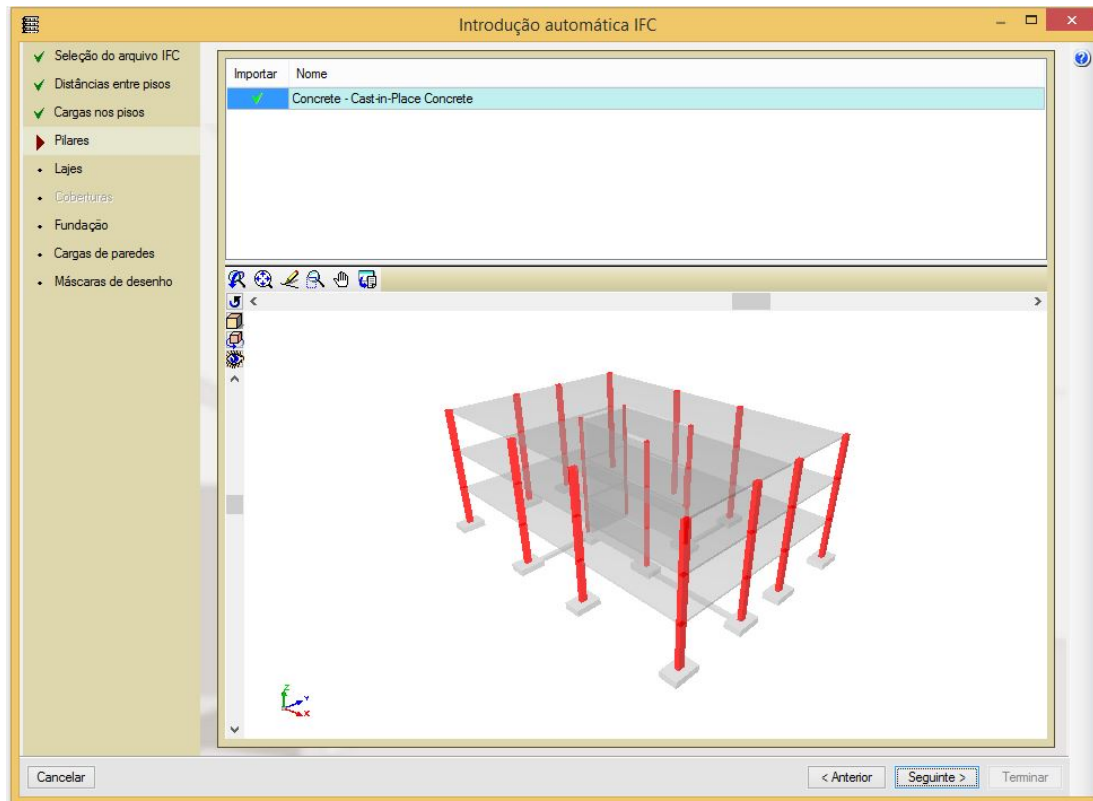 Introdução automática IFC
Seleção do arquivo IFC
Distâncias entre pisos
Cargas nos pisos
Pilares
Lajes
Coberturas
Fundação
Cargas de paredes
Máscaras de desenho
Importar Nome
Concrete - Cast-in-Place Concrete
Z
Y
X
Cancelar
< Anterior
Seguinte >
Terminar